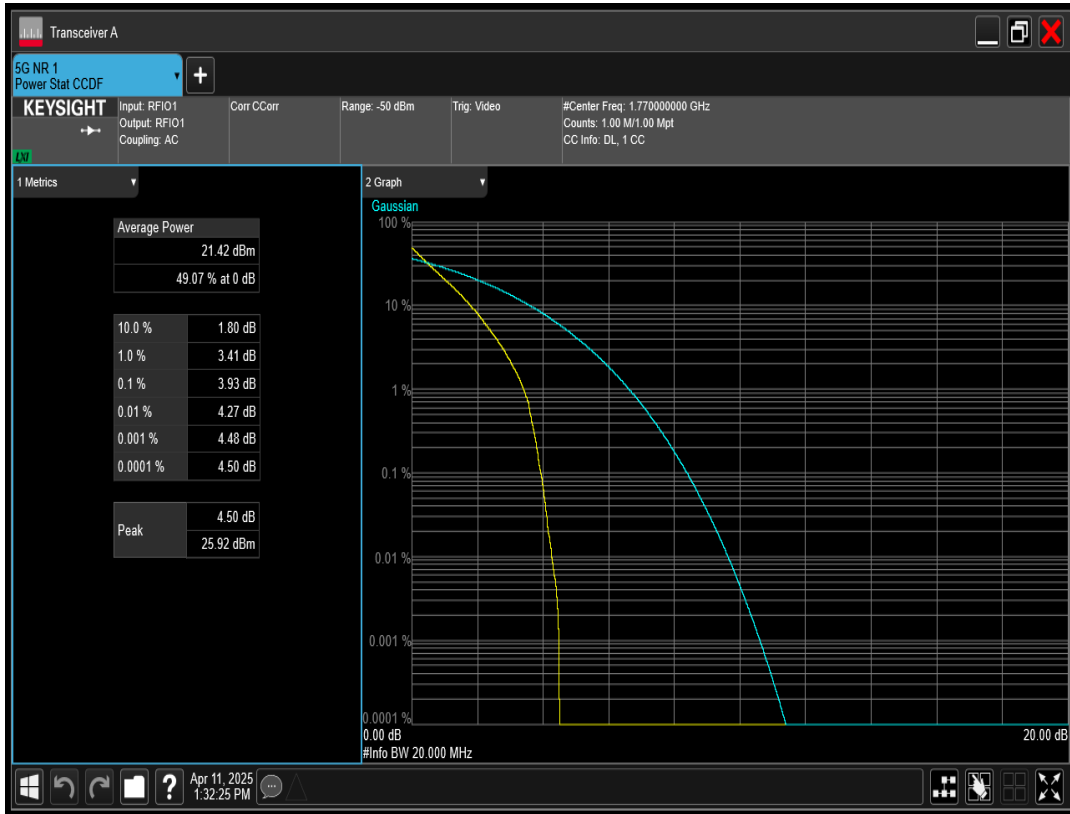 Transceiver A
5G NR 1
Power Stat CCDF
+
KEYSIGHT
LXI
Input: RFIO1
Output: RFIO1
Coupling: AC
Corr CCorr
Range: -50 dBm
Trig: Video
#Center Freq: 1.770000000 GHz
Counts: 1.00 M/1.00 Mpt
CC Info: DL, 1 CC
1 Metrics
Average Power
21.42 dBm
49.07 % at 0 dB
10.0 % 1.80 dB
1.0 % 3.41 dB
0.1 % 3.93 dB
0.01 % 4.27 dB
0.001 % 4.48 dB
0.0001 % 4.50 dB
Peak 4.50 dB
25.92 dBm
2 Graph
Gaussian
100 %
10 %
1 %
0.1 %
0.01 %
0.001 %
0.0001 %
0.00 dB 20.00 dB
#Info BW 20.000 MHz
?
Apr 11, 2025
1:32:25 PM